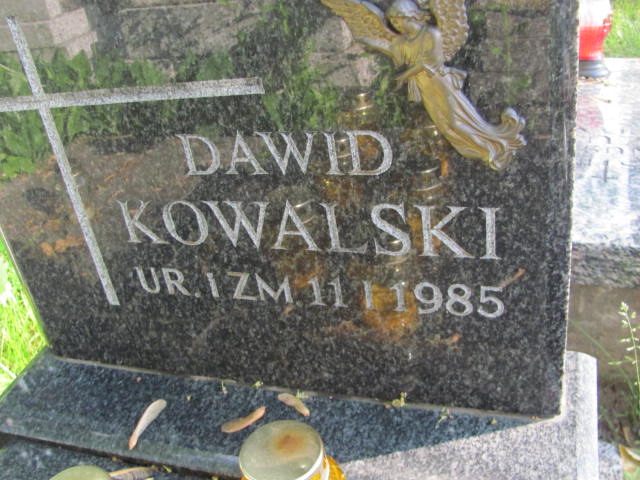 DAWID
KOWALSKI
UR. I ZM 11 I 1985